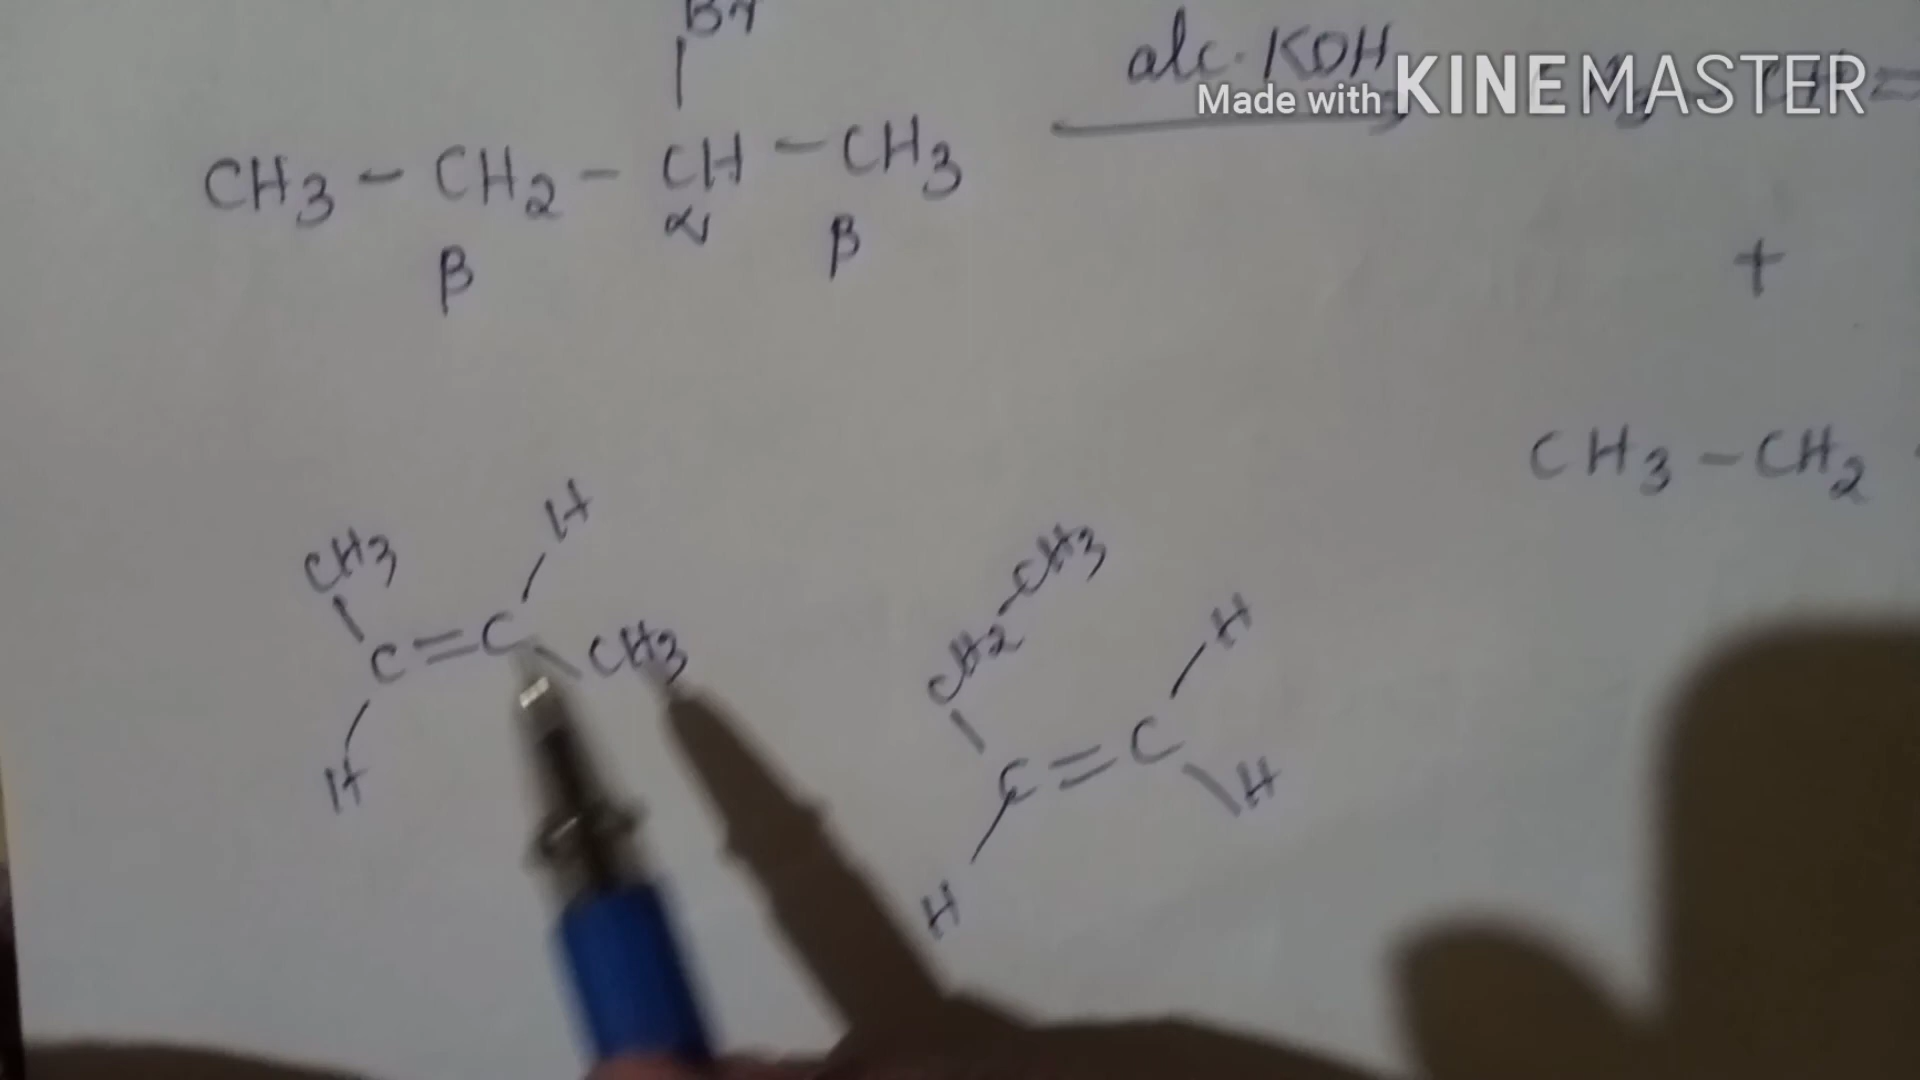 Br
alc. KOH
Made with KINEMASTER
CH3 - CH2 - CH - CH3
β α β
+
CH3 - CH2
CH3 H
C = C
H CH3
CH2 - CH3 H
C = C
H H